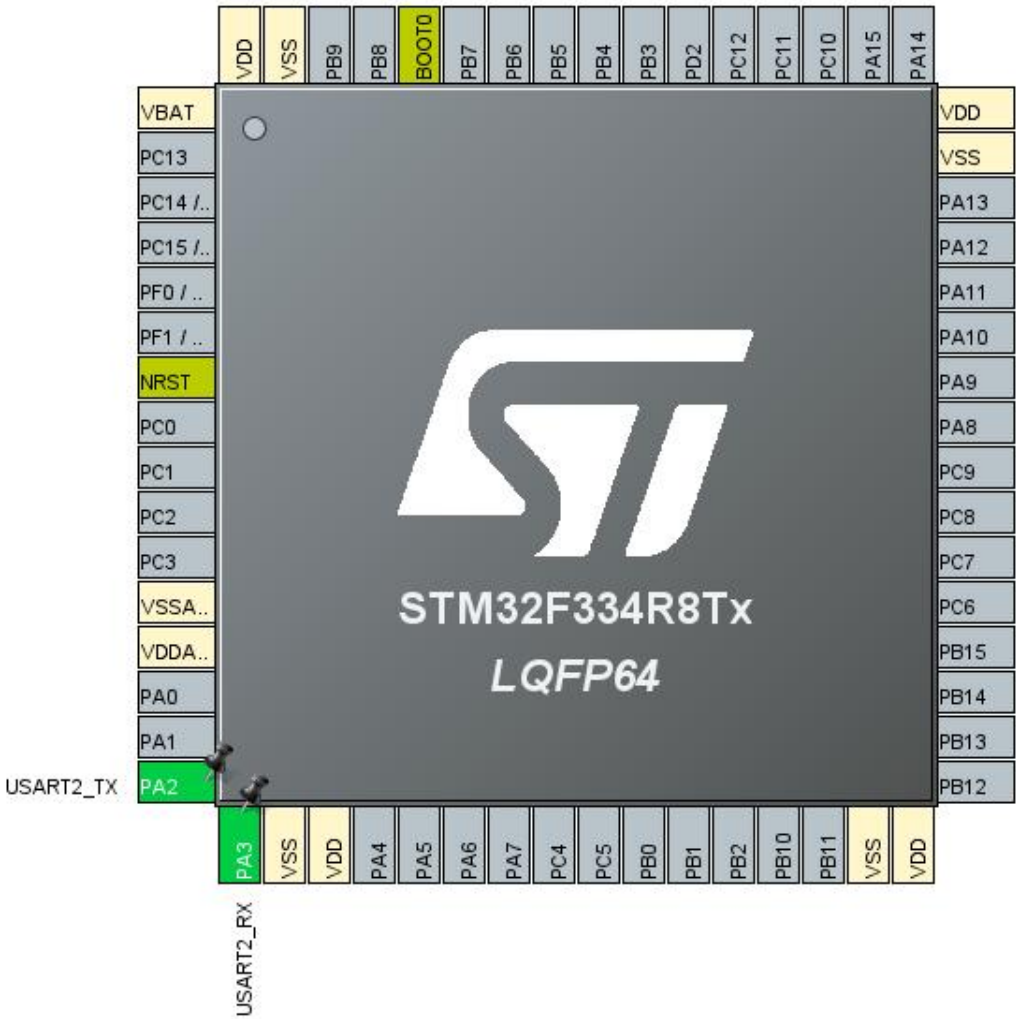 VDD
VSS
PB9
PB8
BOOT0
PB7
PB6
PB5
PB4
PB3
PD2
PC12
PC11
PC10
PA15
PA14
VBAT
PC13
PC14 /..
PC15 /..
PF0 / ..
PF1 / ..
NRST
PC0
PC1
PC2
PC3
VSSA..
VDDA..
PA0
PA1
USART2_TX PA2
VDD
VSS
PA13
PA12
PA11
PA10
PA9
PA8
PC9
PC8
PC7
PC6
PB15
PB14
PB13
PB12
STM32F334R8Tx
LQFP64
PA3
VSS
VDD
PA4
PA5
PA6
PA7
PC4
PC5
PB0
PB1
PB2
PB10
PB11
VSS
VDD
USART2_RX